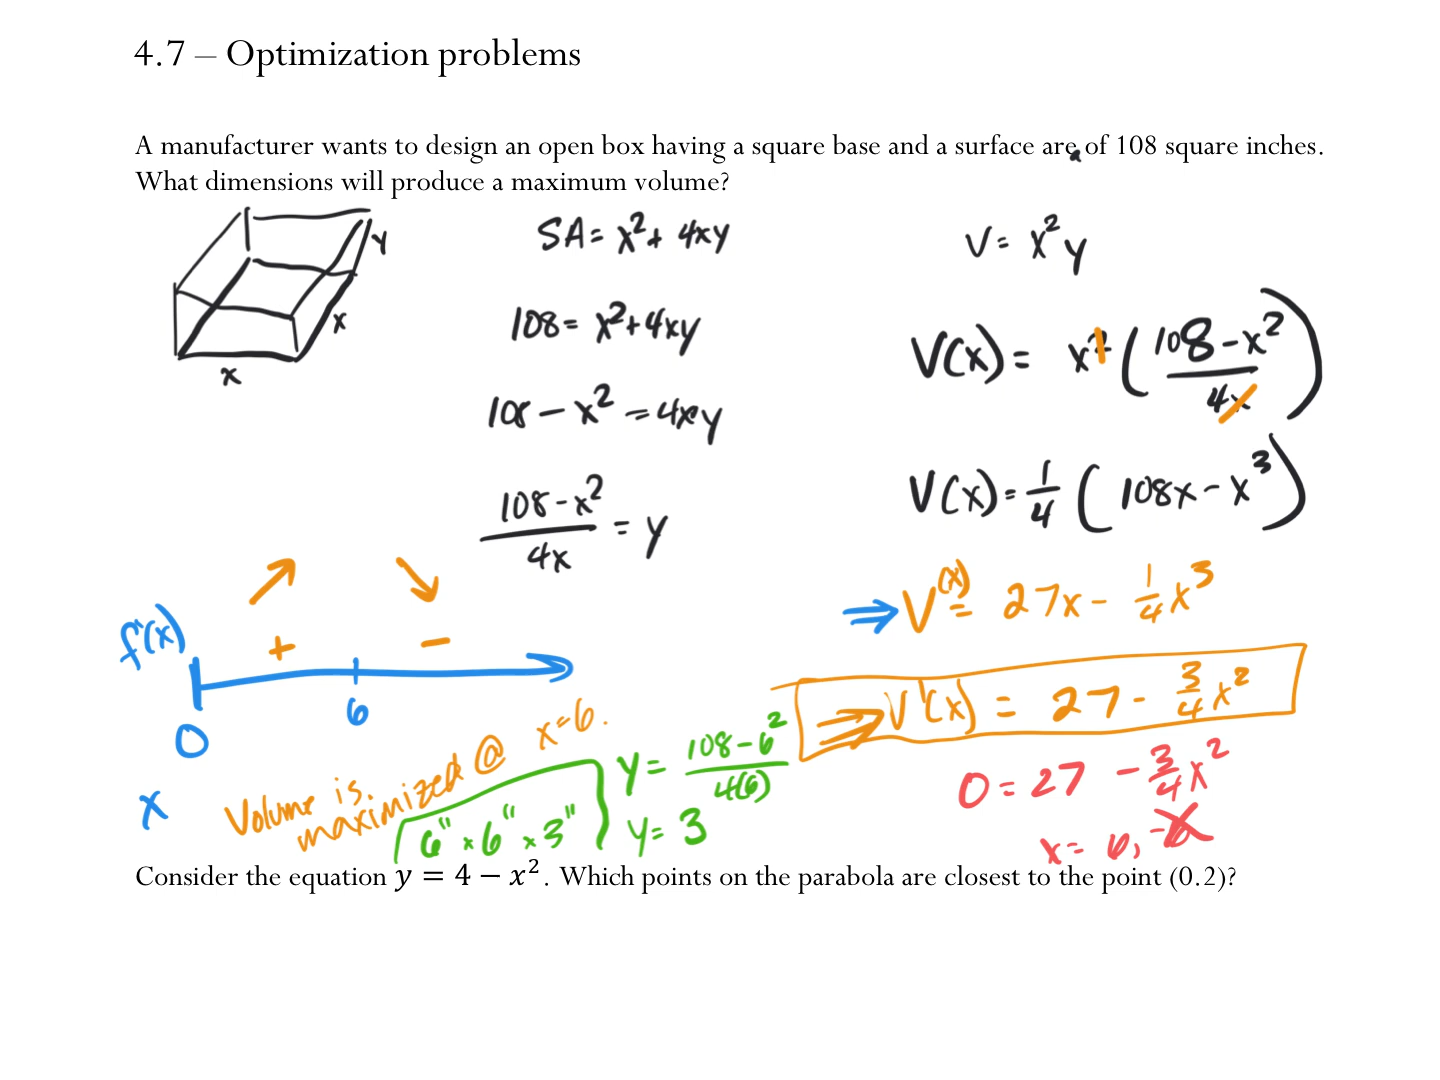 4.7 – Optimization problems
A manufacturer wants to design an open box having a square base and a surface area of 108 square inches.
What dimensions will produce a maximum volume?
y
x
x
SA = x² + 4xy
108 = x² + 4xy
108 − x² = 4xy
(108 − x²)/4x = y
V = x²y
V(x) = x² ((108 − x²)/4x)
V(x) = 1/4 (108x − x³)
⇒ V(x) = 27x − 1/4 x³
⇒ V'(x) = 27 − 3/4 x²
0 = 27 − 3/4 x²
x = 6, −6
f'(x)
+ −
0 6
x
Volume is maximized @ x=6.
y = (108 − 6²)/4(6)
y = 3
6" x 6" x 3"
Consider the equation y = 4 − x². Which points on the parabola are closest to the point (0.2)?